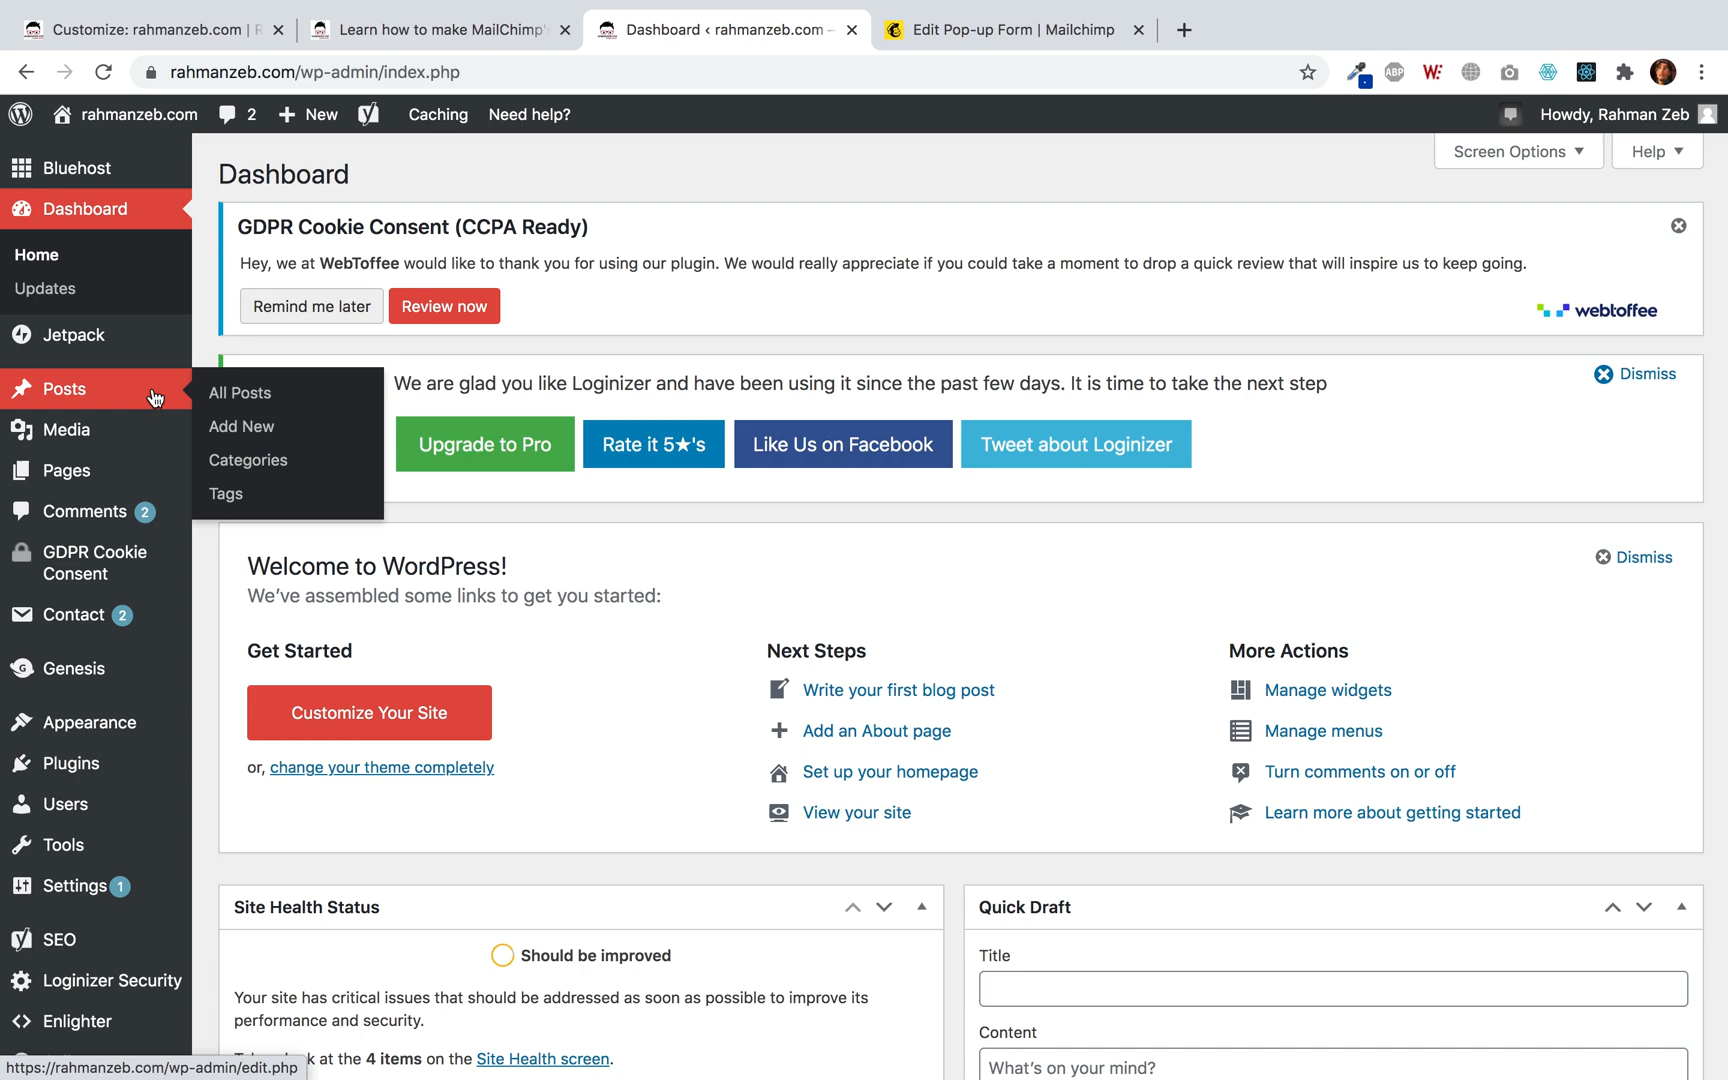 Customize: rahmanzeb.com | R
Learn how to make MailChimp'
Dashboard ‹ rahmanzeb.com –
Edit Pop-up Form | Mailchimp
rahmanzeb.com/wp-admin/index.php
ABP
rahmanzeb.com 2 New Caching Need help?
Howdy, Rahman Zeb
Bluehost
Dashboard
Home
Updates
Jetpack
Posts
All Posts
Add New
Categories
Tags
Media
Pages
Comments 2
GDPR Cookie
Consent
Contact 2
Genesis
Appearance
Plugins
Users
Tools
Settings 1
SEO
Loginizer Security
Enlighter
https://rahmanzeb.com/wp-admin/edit.php
Screen Options
Help
Dashboard
GDPR Cookie Consent (CCPA Ready)
Hey, we at WebToffee would like to thank you for using our plugin. We would really appreciate if you could take a moment to drop a quick review that will inspire us to keep going.
Remind me later
Review now
webtoffee
We are glad you like Loginizer and have been using it since the past few days. It is time to take the next step
Dismiss
Upgrade to Pro
Rate it 5★'s
Like Us on Facebook
Tweet about Loginizer
Welcome to WordPress!
We've assembled some links to get you started:
Dismiss
Get Started
Customize Your Site
or, change your theme completely
Next Steps
Write your first blog post
Add an About page
Set up your homepage
View your site
More Actions
Manage widgets
Manage menus
Turn comments on or off
Learn more about getting started
Site Health Status
Should be improved
Your site has critical issues that should be addressed as soon as possible to improve its
performance and security.
at the 4 items on the Site Health screen.
Quick Draft
Title
Content
What's on your mind?